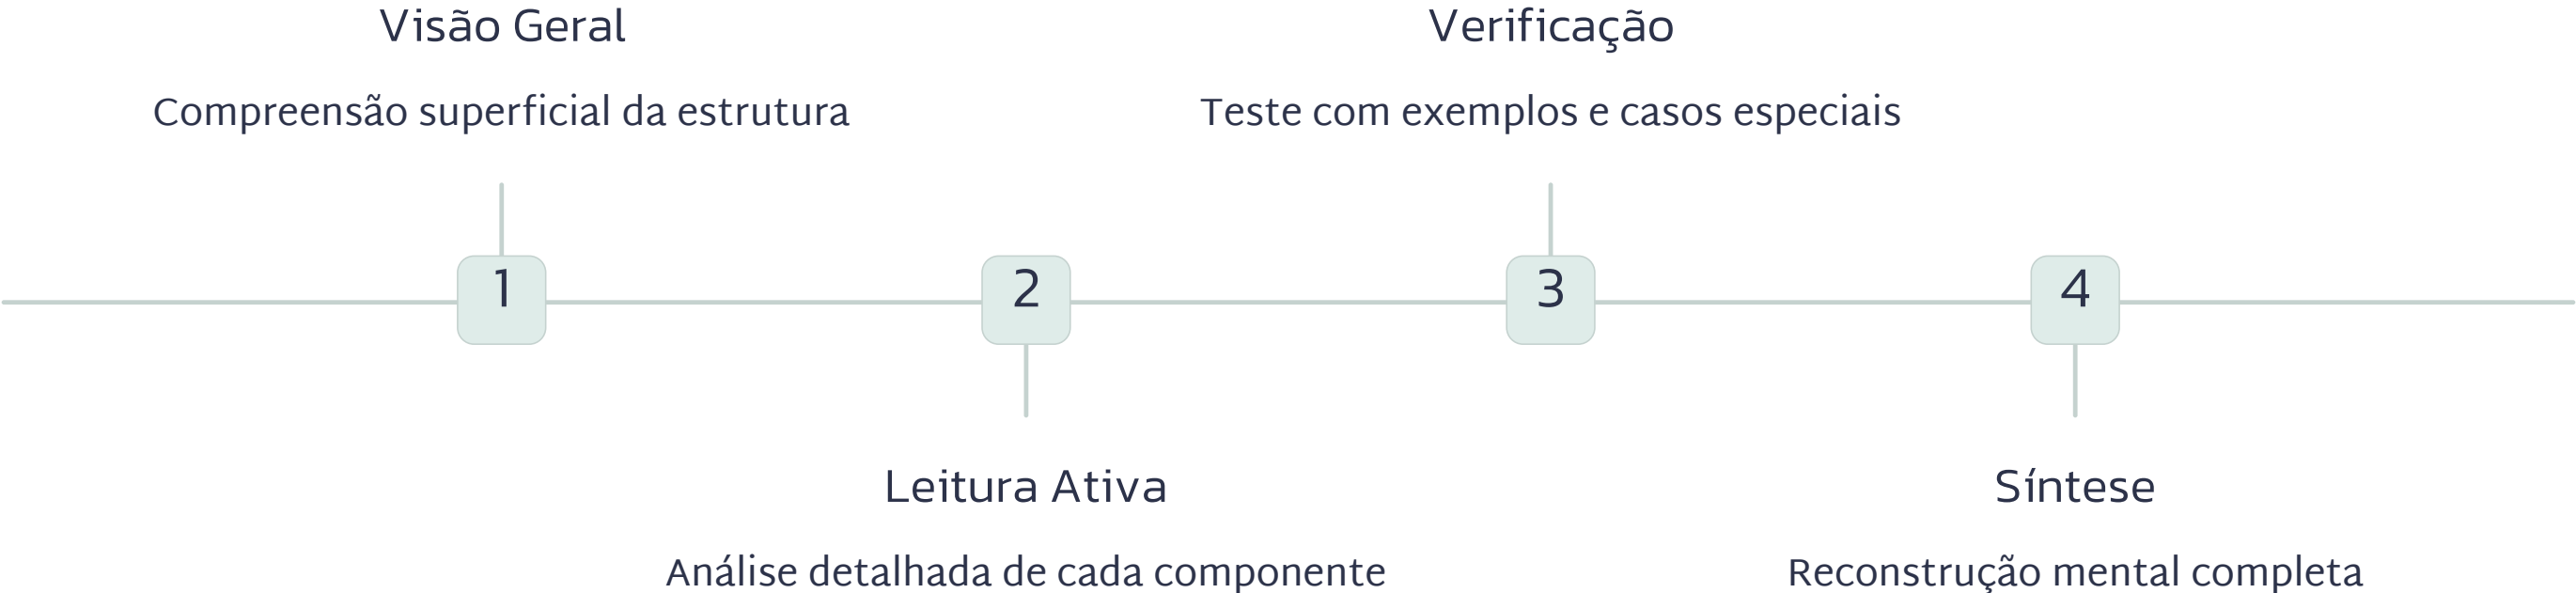 Visão Geral
Compreensão superficial da estrutura
Verificação
Teste com exemplos e casos especiais
1
2
3
4
Leitura Ativa
Análise detalhada de cada componente
Síntese
Reconstrução mental completa